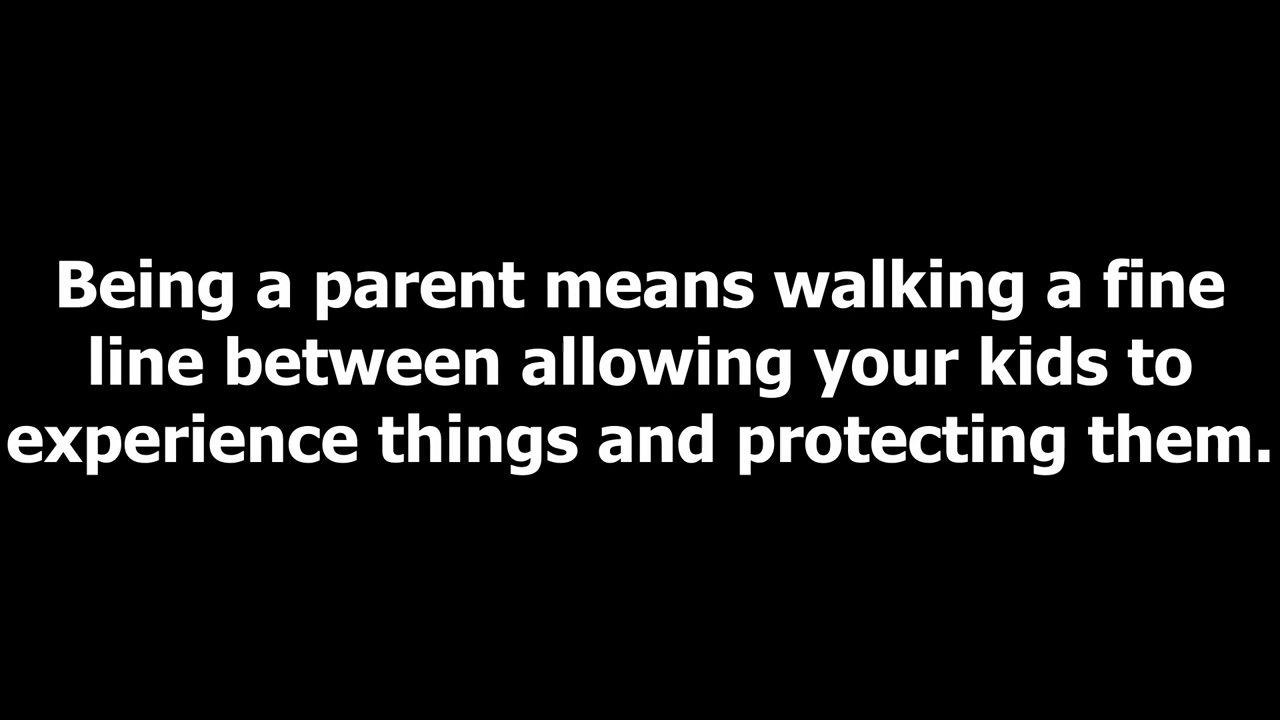 Being a parent means walking a fine
line between allowing your kids to
experience things and protecting them.